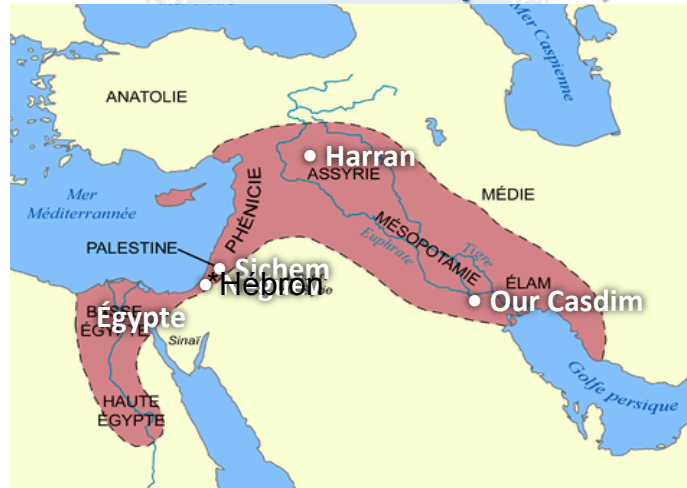 Mer Caspienne
ANATOLIE
Harran
ASSYRIE
MÉDIE
Mer
Méditerrannée
PHÉNICIE
MÉSOPOTAMIE
Tigre
Euphrate
PALESTINE
Sichem
Hébron
*
ÉLAM
Our Casdim
BASSE
ÉGYPTE
Égypte
Sinaï
Golfe persique
HAUTE
ÉGYPTE